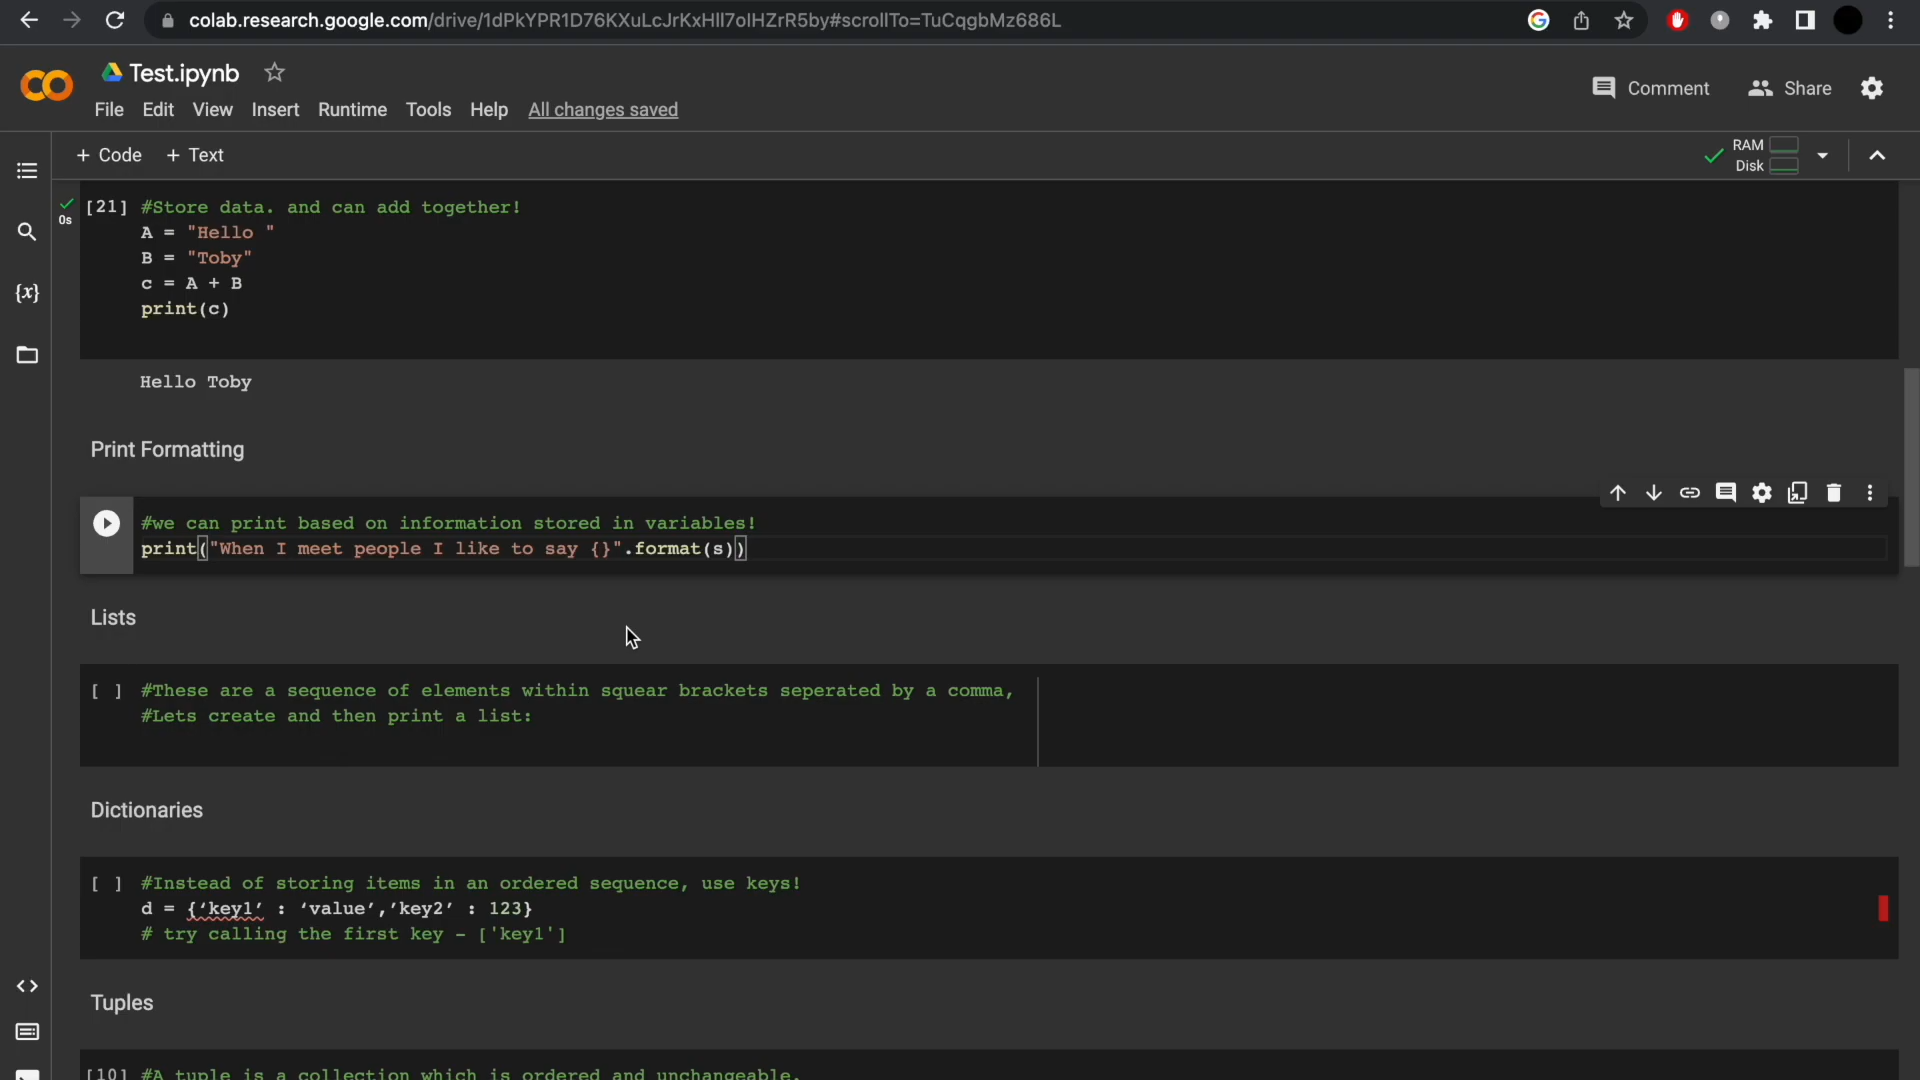 colab.research.google.com/drive/1dPkYPR1D76KXuLcJrKxHIl7olHZrR5by#scrollTo=TuCqgbMz686L
Test.ipynb
File Edit View Insert Runtime Tools Help All changes saved
Comment Share
+ Code + Text
RAM
Disk
0s
[21] #Store data. and can add together!
A = "Hello "
B = "Toby"
c = A + B
print(c)
Hello Toby
Print Formatting
#we can print based on information stored in variables!
print("When I meet people I like to say {}".format(s))
Lists
[ ] #These are a sequence of elements within squear brackets seperated by a comma,
#Lets create and then print a list:
Dictionaries
[ ] #Instead of storing items in an ordered sequence, use keys!
d = {‘key1’ : ‘value’,’key2’ : 123}
# try calling the first key - ['key1']
Tuples
[10] #A tuple is a collection which is ordered and unchangeable.
{x}